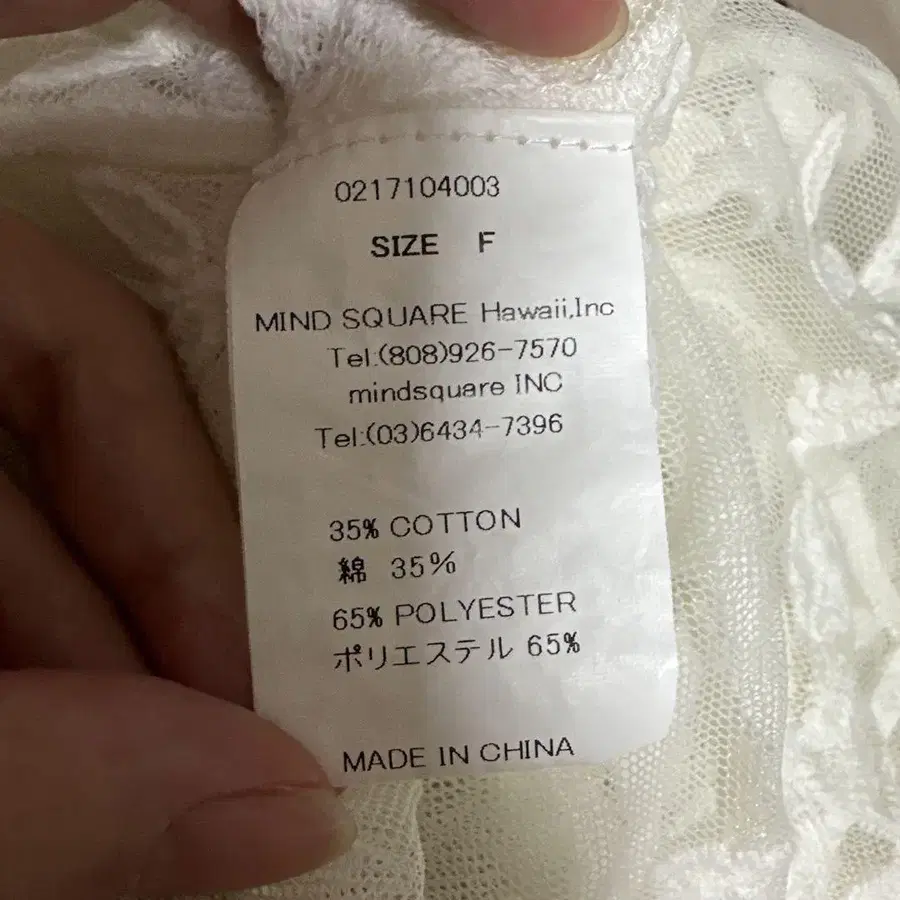 0217104003
SIZE F
MIND SQUARE Hawaii,Inc
Tel:(808)926-7570
mindsquare INC
Tel:(03)6434-7396
35% COTTON
綿 35%
65% POLYESTER
ポリエステル 65%
MADE IN CHINA